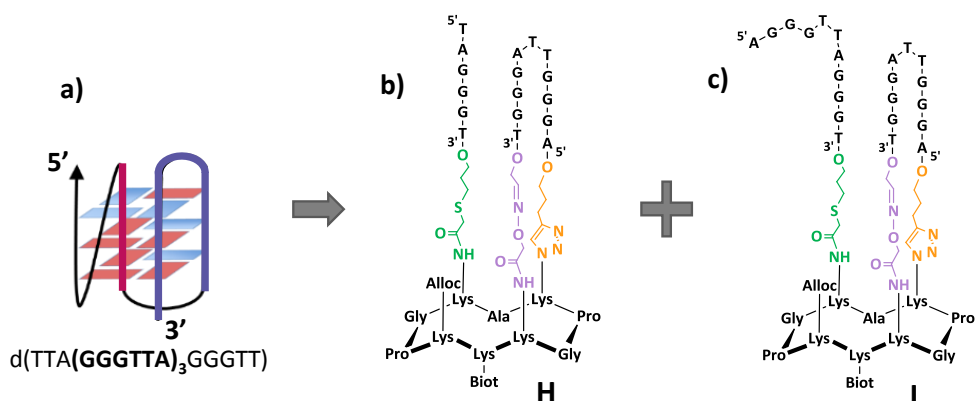 a)
5’
3’
d(TTA(GGGTTA)₃GGGTT)
b)
5'
T
A
G
G
G
T
3'
O
S
O
NH
A
G
G
G
T
3'
O
N
O
O
NH
T
T
G
G
G
A
5'
O
N
N
N
Alloc
Lys
Lys
Gly
Ala
Pro
Lys
Lys
Pro
Lys
Gly
Biot
H
c)
5'
A
G
G
G
T
T
A
G
G
G
T
3'
O
S
O
NH
A
G
G
G
T
3'
O
N
O
O
NH
T
T
G
G
G
A
5'
O
N
N
N
Alloc
Lys
Lys
Gly
Ala
Pro
Lys
Lys
Pro
Lys
Gly
Biot
I